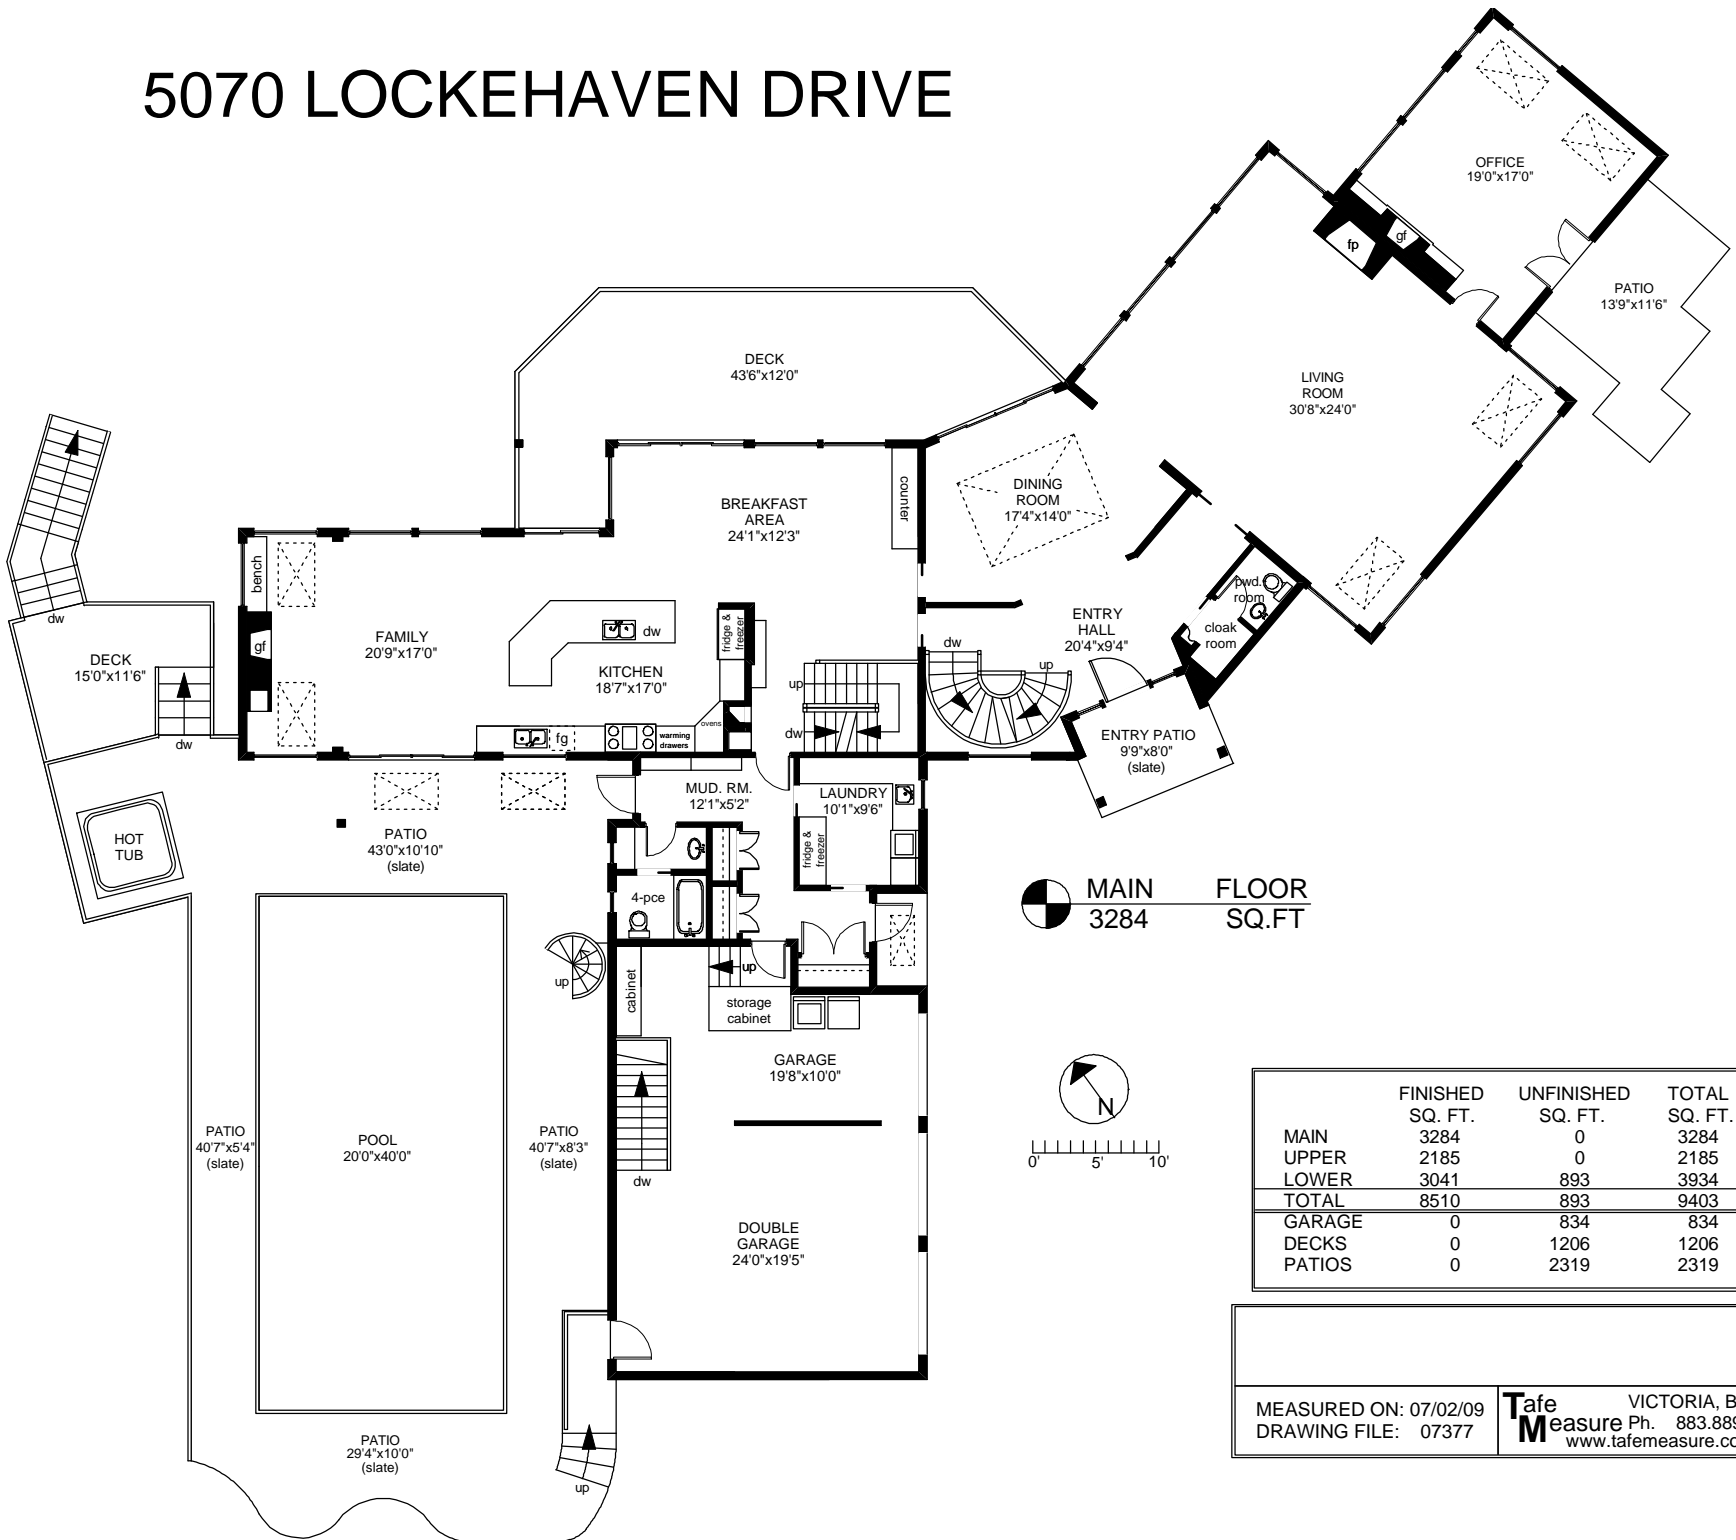 5070 LOCKEHAVEN DRIVE
OFFICE
19'0"x17'0"
fp
gf
PATIO
13'9"x11'6"
LIVING
ROOM
30'8"x24'0"
DECK
43'6"x12'0"
DINING
ROOM
17'4"x14'0"
counter
BREAKFAST
AREA
24'1"x12'3"
bench
gf
FAMILY
20'9"x17'0"
dw
DECK
15'0"x11'6"
dw
dw
KITCHEN
18'7"x17'0"
fridge &
freezer
ovens
fg
warming
drawers
up
dw
dw
up
ENTRY
HALL
20'4"x9'4"
pwd.
room
cloak
room
ENTRY PATIO
9'9"x8'0"
(slate)
MUD. RM.
12'1"x5'2"
LAUNDRY
10'1"x9'6"
fridge &
freezer
HOT
TUB
PATIO
43'0"x10'10"
(slate)
4-pce
MAIN FLOOR
3284 SQ.FT
up
cabinet
up
storage
cabinet
GARAGE
19'8"x10'0"
N
0' 5' 10'
PATIO
40'7"x5'4"
(slate)
POOL
20'0"x40'0"
PATIO
40'7"x8'3"
(slate)
dw
DOUBLE
GARAGE
24'0"x19'5"
PATIO
29'4"x10'0"
(slate)
up
FINISHED UNFINISHED TOTAL
SQ. FT. SQ. FT. SQ. FT.
MAIN 3284 0 3284
UPPER 2185 0 2185
LOWER 3041 893 3934
TOTAL 8510 893 9403
GARAGE 0 834 834
DECKS 0 1206 1206
PATIOS 0 2319 2319
MEASURED ON: 07/02/09
DRAWING FILE: 07377
Tafe Measure
VICTORIA, B
Ph. 883.889
www.tafemeasure.co